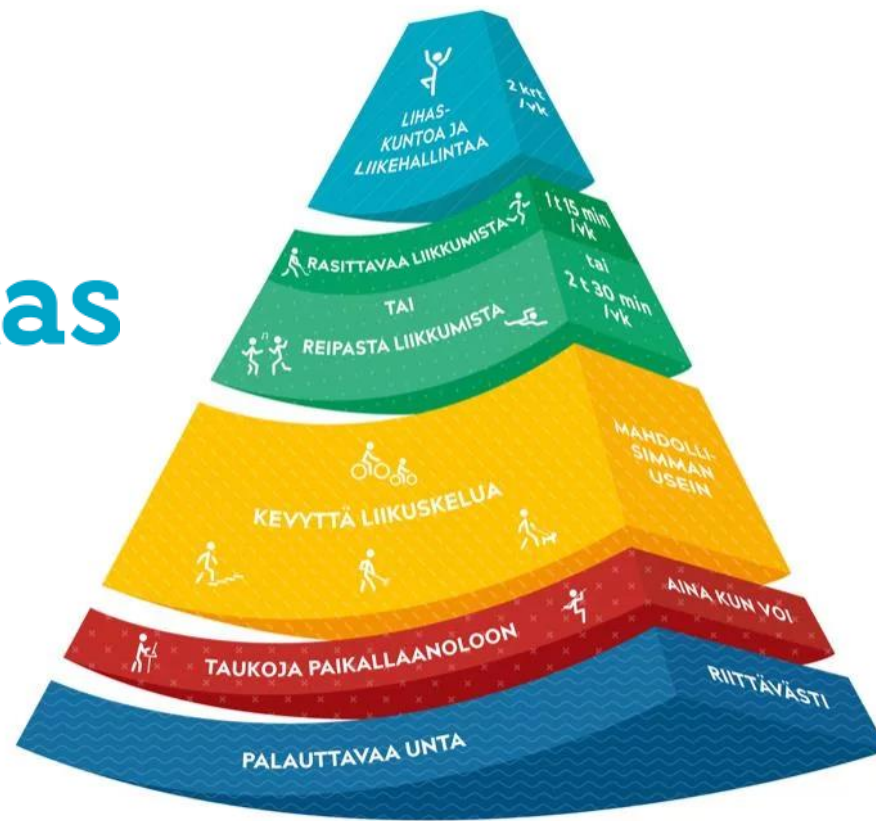 as
LIHAS-
KUNTOA JA
LIIKEHALLINTAA
2 krt
/vk
RASITTAVAA LIIKKUMISTA
1 t 15 min
/vk
TAI
REIPASTA LIIKKUMISTA
tai
2 t 30 min
/vk
KEVYTTÄ LIIKUSKELUA
MAHDOLLI-
SIMMAN
USEIN
TAUKOJA PAIKALLAANOLOON
AINA KUN VOI
PALAUTTAVAA UNTA
RIITTÄVÄSTI